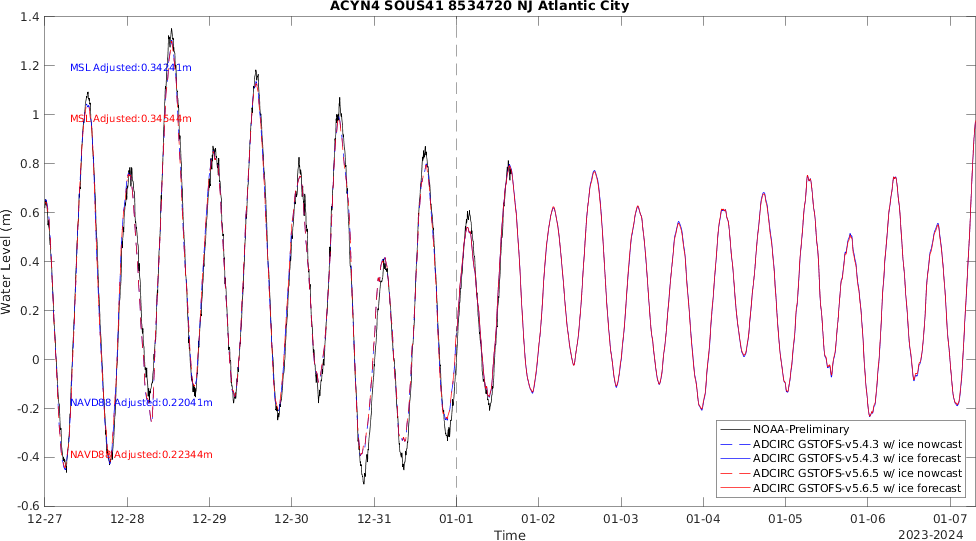 ACYN4 SOUS41 8534720 NJ Atlantic City
1.4
1.2
1
0.8
0.6
0.4
0.2
0
-0.2
-0.4
-0.6
Water Level (m)
MSL Adjusted:0.34241m
MSL Adjusted:0.34544m
NAVD88 Adjusted:0.22041m
NAVD88 Adjusted:0.22344m
NOAA-Preliminary
ADCIRC GSTOFS-v5.4.3 w/ ice nowcast
ADCIRC GSTOFS-v5.4.3 w/ ice forecast
ADCIRC GSTOFS-v5.6.5 w/ ice nowcast
ADCIRC GSTOFS-v5.6.5 w/ ice forecast
12-27 12-28 12-29 12-30 12-31 01-01 01-02 01-03 01-04 01-05 01-06 01-07
Time
2023-2024